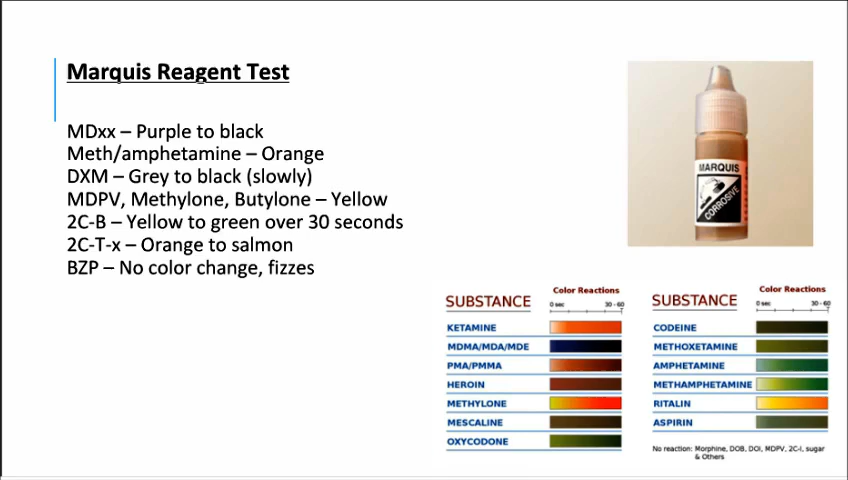 Marquis Reagent Test
MDxx – Purple to black
Meth/amphetamine – Orange
DXM – Grey to black (slowly)
MDPV, Methylone, Butylone – Yellow
2C-B – Yellow to green over 30 seconds
2C-T-x – Orange to salmon
BZP – No color change, fizzes
MARQUIS
CORROSIVE
SUBSTANCE
Color Reactions
0 sec 30 - 60
KETAMINE
MDMA/MDA/MDE
PMA/PMMA
HEROIN
METHYLONE
MESCALINE
OXYCODONE
SUBSTANCE
Color Reactions
0 sec 30 - 60
CODEINE
METHOXETAMINE
AMPHETAMINE
METHAMPHETAMINE
RITALIN
ASPIRIN
No reaction: Morphine, DOB, DOI, MDPV, 2C-I, sugar
& Others